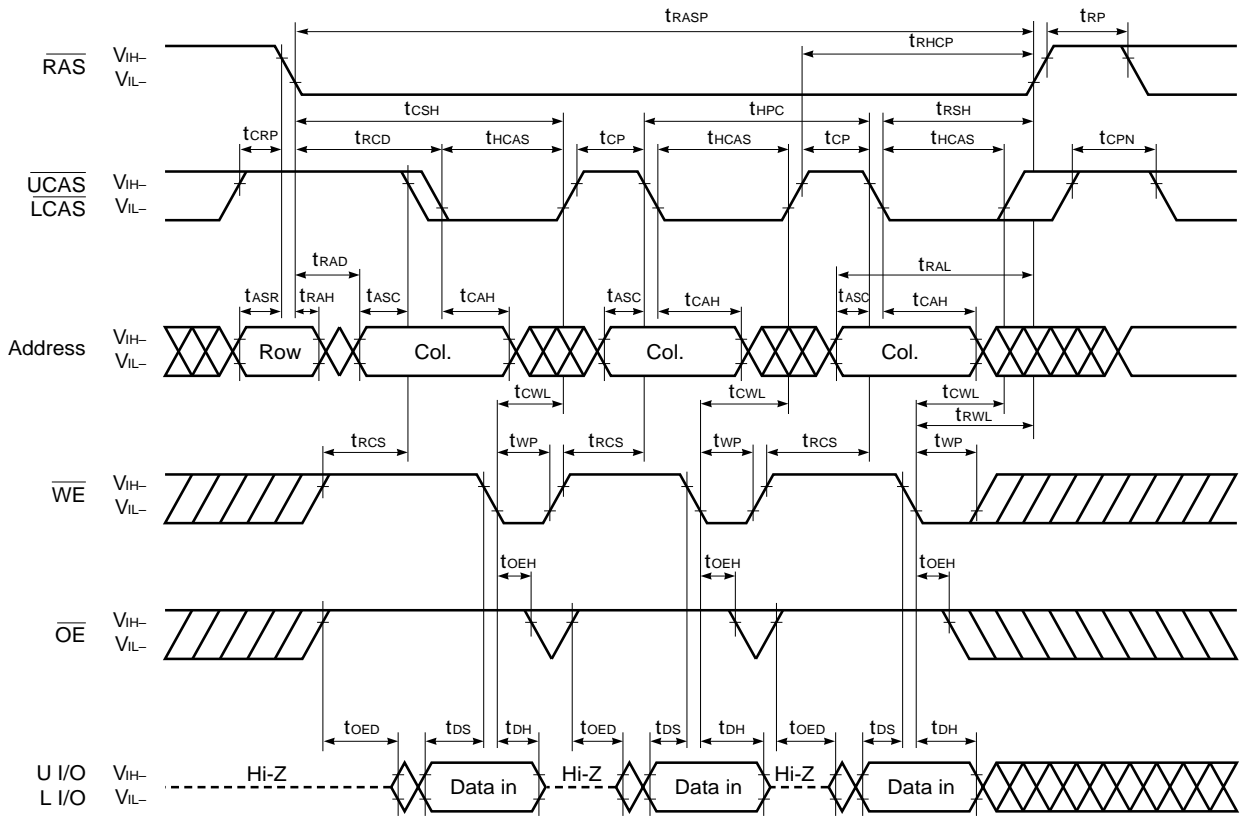 tRASP tRP
tRHCP
RAS VIH– VIL–
tCSH tHPC tRSH
tCRP tRCD tHCAS tCP tHCAS tCP tHCAS tCPN
UCAS VIH–
LCAS VIL–
tRAD tRAL
tASR tRAH tASC tCAH tASC tCAH tASC tCAH
Address VIH– VIL– Row Col. Col. Col.
tCWL tCWL tCWL
tRWL
tRCS tWP tRCS tWP tRCS tWP
WE VIH– VIL–
tOEH tOEH tOEH
OE VIH– VIL–
tOED tDS tDH tOED tDS tDH tOED tDS tDH
U I/O VIH– Hi-Z Data in Hi-Z Data in Hi-Z Data in
L I/O VIL–